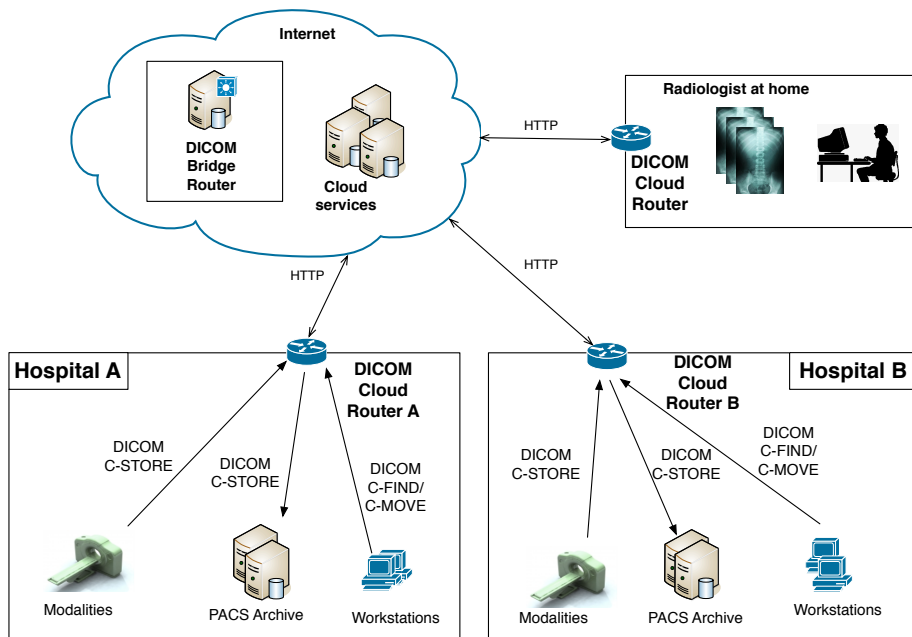 Internet
DICOM
Bridge
Router
Cloud
services
HTTP
Radiologist at home
DICOM
Cloud
Router
HTTP
HTTP
Hospital A
DICOM
Cloud
Router A
DICOM
C-STORE
DICOM
C-STORE
DICOM
C-FIND/
C-MOVE
Modalities
PACS Archive
Workstations
Hospital B
DICOM
Cloud
Router B
DICOM
C-STORE
DICOM
C-STORE
DICOM
C-FIND/
C-MOVE
Modalities
PACS Archive
Workstations